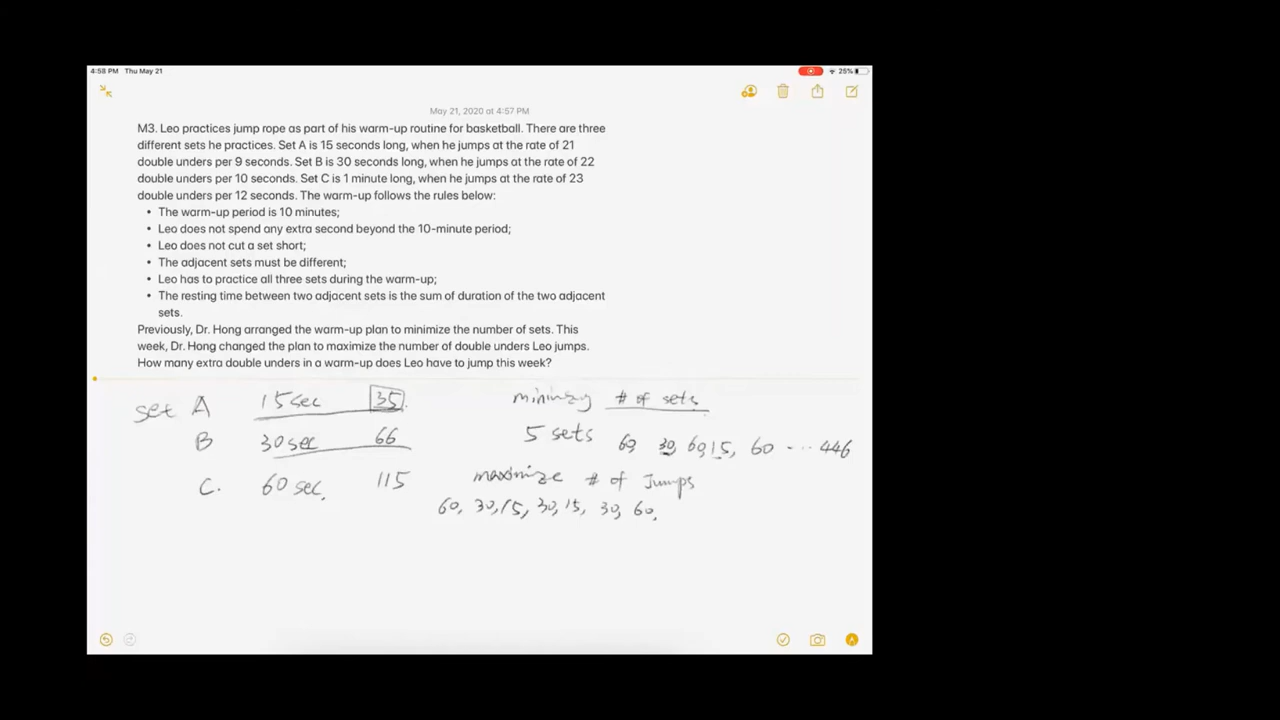 4:58 PM Thu May 21
25%
May 21, 2020 at 4:57 PM
M3. Leo practices jump rope as part of his warm-up routine for basketball. There are three
different sets he practices. Set A is 15 seconds long, when he jumps at the rate of 21
double unders per 9 seconds. Set B is 30 seconds long, when he jumps at the rate of 22
double unders per 10 seconds. Set C is 1 minute long, when he jumps at the rate of 23
double unders per 12 seconds. The warm-up follows the rules below:
• The warm-up period is 10 minutes;
• Leo does not spend any extra second beyond the 10-minute period;
• Leo does not cut a set short;
• The adjacent sets must be different;
• Leo has to practice all three sets during the warm-up;
• The resting time between two adjacent sets is the sum of duration of the two adjacent
sets.
Previously, Dr. Hong arranged the warm-up plan to minimize the number of sets. This
week, Dr. Hong changed the plan to maximize the number of double unders Leo jumps.
How many extra double unders in a warm-up does Leo have to jump this week?
set A 15sec 35. # of sets
B 30sec 66 5 sets 60, 30, 60, 15, 60 ... 446
C. 60 sec. 115 maximize # of Jumps
60, 30, 15, 30, 15, 30, 60,